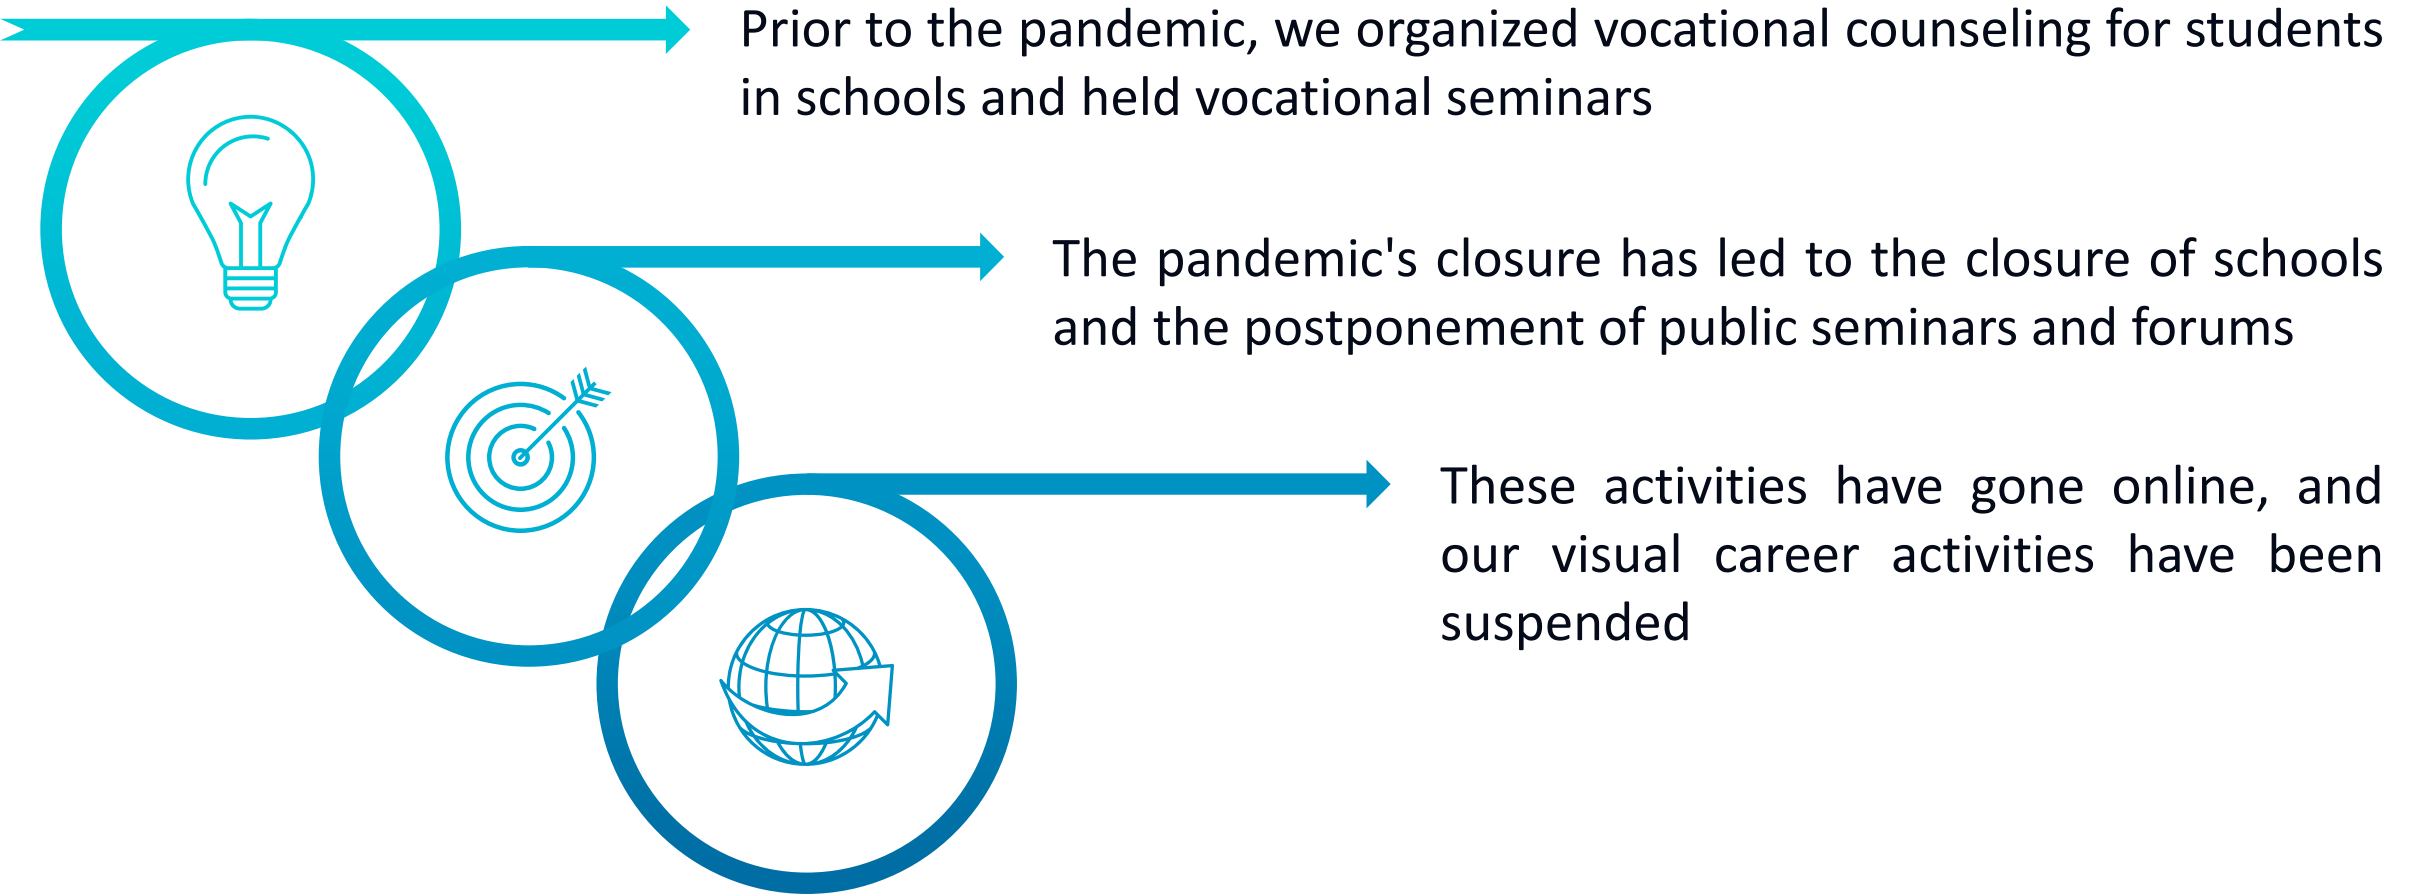 Prior to the pandemic, we organized vocational counseling for students
in schools and held vocational seminars
The pandemic's closure has led to the closure of schools
and the postponement of public seminars and forums
These activities have gone online, and
our visual career activities have been
suspended